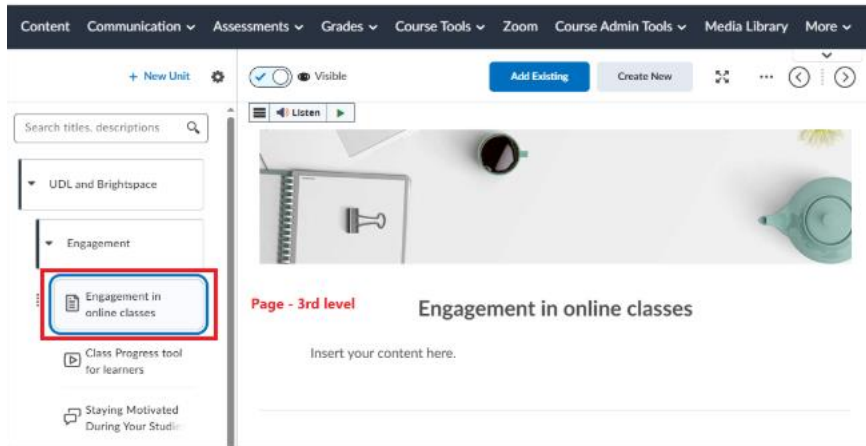 Content Communication Assessments Grades Course Tools Zoom Course Admin Tools Media Library More
+ New Unit
Visible
Add Existing
Create New
Listen
Search titles, descriptions
UDL and Brightspace
Engagement
Engagement in
online classes
Class Progress tool
for learners
Staying Motivated
During Your Studie
Page - 3rd level
Engagement in online classes
Insert your content here.